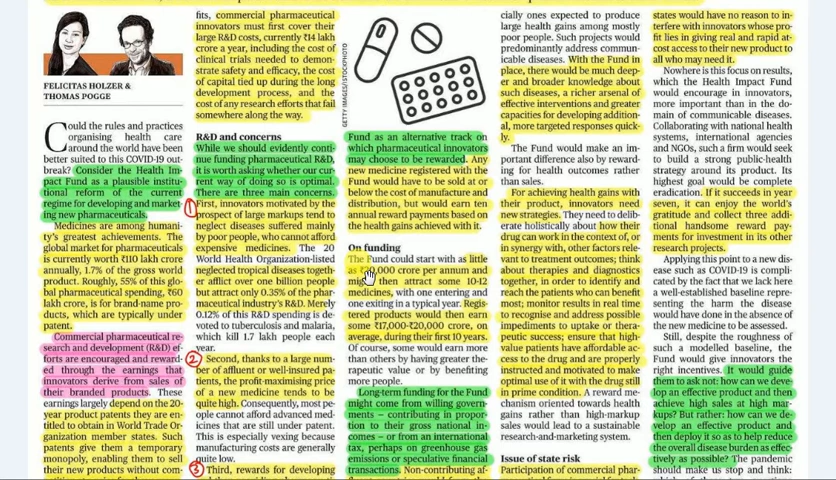 FELICITAS HOLZER &
THOMAS POGGE
Could the rules and practices
organising health care
around the world have been
better suited to this COVID-19 out-
break? Consider the Health Im-
pact Fund as a plausible institu-
tional reform of the current
regime for developing and market-
ing new pharmaceuticals.
Medicines are among humani-
ty's greatest achievements. The
global market for pharmaceuticals
is currently worth ₹110 lakh crore
annually, 1.7% of the gross world
product. Roughly, 55% of this glo-
bal pharmaceutical spending, ₹60
lakh crore, is for brand-name pro-
ducts, which are typically under
patent.
Commercial pharmaceutical re-
search and development (R&D) ef-
forts are encouraged and reward-
ed through the earnings that
innovators derive from sales of
their branded products. These
earnings largely depend on the 20-
year product patents they are en-
titled to obtain in World Trade Or-
ganization member states. Such
patents give them a temporary
monopoly, enabling them to sell
their new products without com-
fits, commercial pharmaceutical
innovators must first cover their
large R&D costs, currently ₹14 lakh
crore a year, including the cost of
clinical trials needed to demon-
strate safety and efficacy, the cost
of capital tied up during the long
development process, and the
cost of any research efforts that fail
somewhere along the way.
R&D and concerns
While we should evidently conti-
nue funding pharmaceutical R&D,
it is worth asking whether our cur-
rent way of doing so is optimal.
There are three main concerns.
1
First, innovators motivated by the
prospect of large markups tend to
neglect diseases suffered mainly
by poor people, who cannot afford
expensive medicines. The 20
World Health Organization-listed
neglected tropical diseases togeth-
er afflict over one billion people
but attract only 0.35% of the phar-
maceutical industry's R&D. Merely
0.12% of this R&D spending is de-
voted to tuberculosis and malaria,
which kill 1.7 lakh people each
year.
2
Second, thanks to a large num-
ber of affluent or well-insured pa-
tients, the profit-maximising price
of a new medicine tends to be
quite high. Consequently, most peo-
ple cannot afford advanced med-
icines that are still under patent.
This is especially vexing because
manufacturing costs are generally
quite low.
3
Third, rewards for developing
GETTY IMAGES/ISTOCKPHOTO
Fund as an alternative track on
which pharmaceutical innovators
may choose to be rewarded. Any
new medicine registered with the
Fund would have to be sold at or
below the cost of manufacture and
distribution, but would earn ten
annual reward payments based on
the health gains achieved with it.
On funding
The Fund could start with as little
as 000 crore per annum and
might then attract some 10-12
medicines, with one entering and
one exiting in a typical year. Regis-
tered products would then earn
some ₹17,000-₹20,000 crore, on
average, during their first 10 years.
Of course, some would earn more
than others by having greater the-
rapeutic value or by benefiting
more people.
Long-term funding for the Fund
might come from willing govern-
ments – contributing in propor-
tion to their gross national in-
comes – or from an international
tax, perhaps on greenhouse gas
emissions or speculative financial
transactions. Non-contributing af-
cially ones expected to produce
large health gains among mostly
poor people. Such projects would
predominantly address commun-
icable diseases. With the Fund in
place, there would be much deep-
er and broader knowledge about
such diseases, a richer arsenal of
effective interventions and greater
capacities for developing addition-
al, more targeted responses quick-
ly.
The Fund would make an im-
portant difference also by reward-
ing for health outcomes rather
than sales.
For achieving health gains with
their product, innovators need
new strategies. They need to delib-
erate holistically about how their
drug can work in the context of, or
in synergy with, other factors rele-
vant to treatment outcomes; think
about therapies and diagnostics
together, in order to identify and
reach the patients who can benefit
most; monitor results in real time
to recognise and address possible
impediments to uptake or thera-
peutic success; ensure that high-
value patients have affordable ac-
cess to the drug and are properly
instructed and motivated to make
optimal use of it with the drug still
in prime condition. A reward me-
chanism oriented towards health
gains rather than high-markup
sales would lead to a sustainable
research-and-marketing system.
Issue of state risk
Participation of commercial phar-
states would have no reason to in-
terfere with innovators whose pro-
fit lies in giving real and rapid at-
cost access to their new product to
all who may need it.
Nowhere is this focus on results,
which the Health Impact Fund
would encourage in innovators,
more important than in the do-
main of communicable diseases.
Collaborating with national health
systems, international agencies
and NGOs, such a firm would seek
to build a strong public-health
strategy around its product. Its
highest goal would be complete
eradication. If it succeeds in year
seven, it can enjoy the world's
gratitude and collect three addi-
tional handsome reward pay-
ments for investment in its other
research projects.
Applying this point to a new dis-
ease such as COVID-19 is compli-
cated by the fact that we lack here
a well-established baseline repre-
senting the harm the disease
would have done in the absence of
the new medicine to be assessed.
Still, despite the roughness of
such a modelled baseline, the
Fund would give innovators the
right incentives. It would guide
them to ask not: how can we deve-
lop an effective product and then
achieve high sales at high mar-
kups? But rather: how can we de-
velop an effective product and
then deploy it so as to help reduce
the overall disease burden as effec-
tively as possible? The pandemic
should make us stop and think: